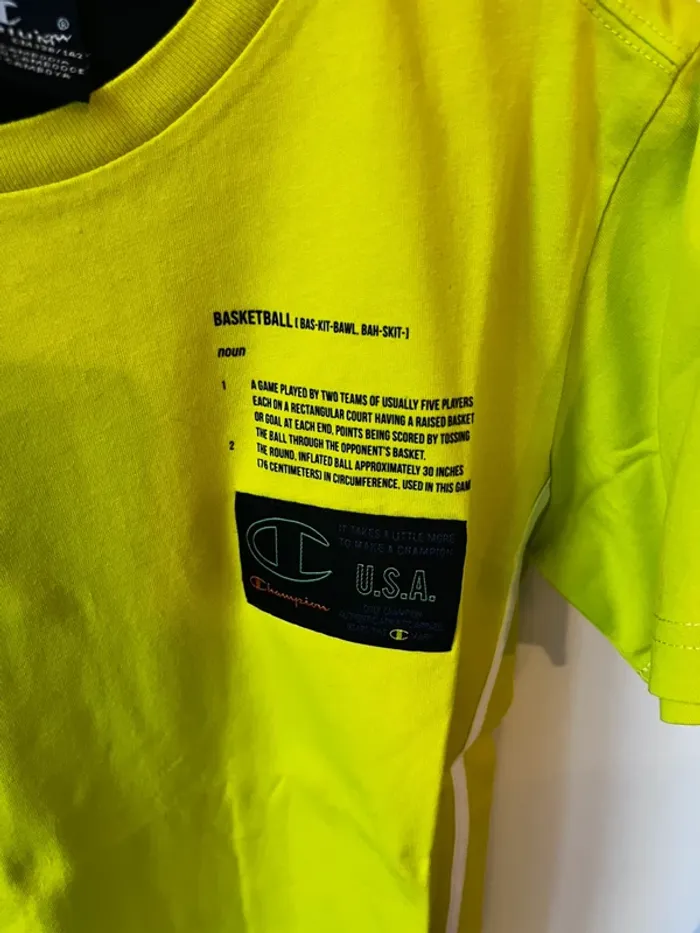 BASKETBALL [ BAS-KIT-BAWL, BAH-SKIT-]
noun
1 A GAME PLAYED BY TWO TEAMS OF USUALLY FIVE PLAYERS
EACH ON A RECTANGULAR COURT HAVING A RAISED BASKET
OR GOAL AT EACH END, POINTS BEING SCORED BY TOSSING
THE BALL THROUGH THE OPPONENT'S BASKET.
2 THE ROUND, INFLATED BALL APPROXIMATELY 30 INCHES
(76 CENTIMETERS) IN CIRCUMFERENCE, USED IN THIS GAM
IT TAKES A LITTLE MORE
TO MAKE A CHAMPION
U.S.A.
Champion